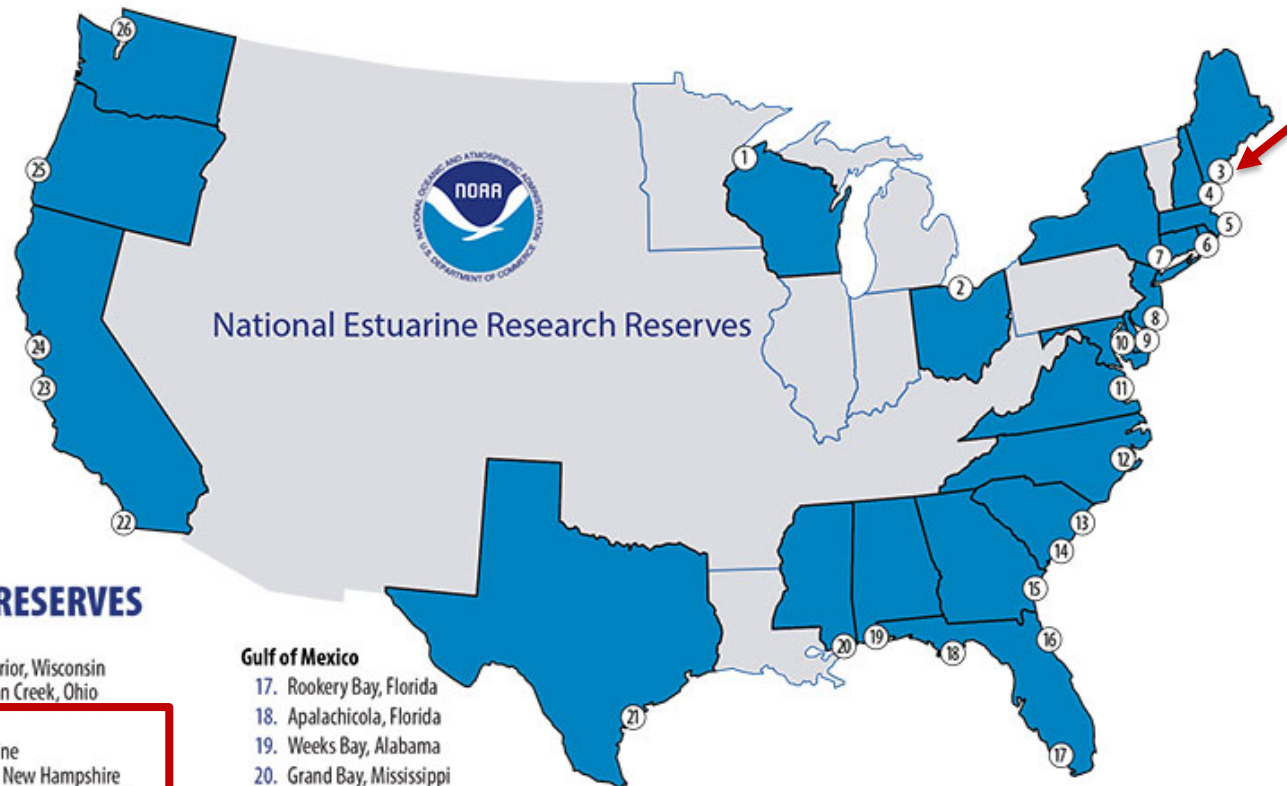 26
25
24
23
22
1
2
3
4
5
6
7
8
9
10
11
12
13
14
15
16
17
18
19
20
21
NATIONAL OCEANIC AND ATMOSPHERIC ADMINISTRATION
NOAA
U.S. DEPARTMENT OF COMMERCE
National Estuarine Research Reserves
RESERVES
rior, Wisconsin
n Creek, Ohio
ne
New Hampshire
Gulf of Mexico
17. Rookery Bay, Florida
18. Apalachicola, Florida
19. Weeks Bay, Alabama
20. Grand Bay, Mississippi